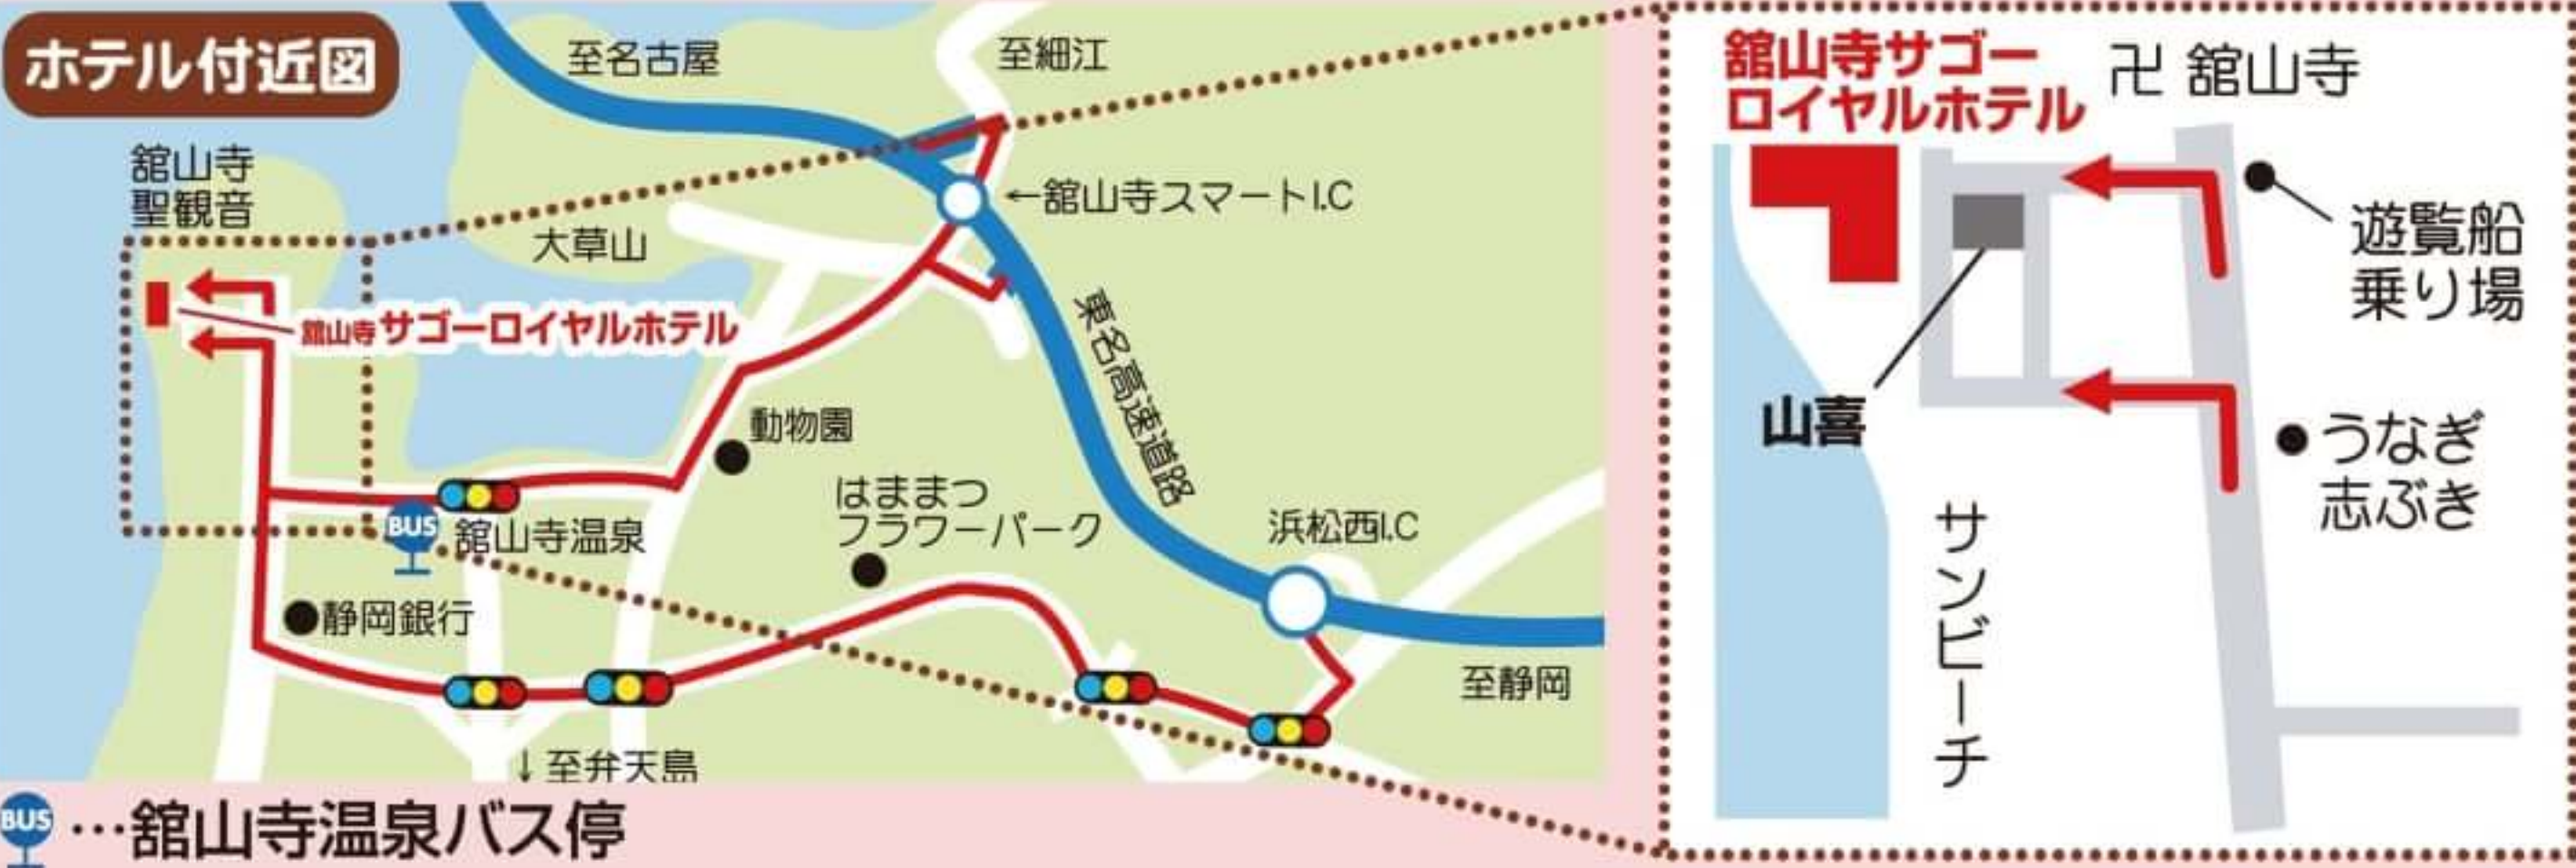 ホテル付近図
至名古屋
至細江
舘山寺
聖観音
←舘山寺スマートI.C
大草山
舘山寺サゴーロイヤルホテル
東名高速道路
動物園
はままつ
フラワーパーク
浜松西I.C
BUS
舘山寺温泉
静岡銀行
至静岡
↓至弁天島
BUS …舘山寺温泉バス停
舘山寺サゴー
ロイヤルホテル
卍 舘山寺
遊覧船
乗り場
山喜
うなぎ
志ぶき
サンビーチ